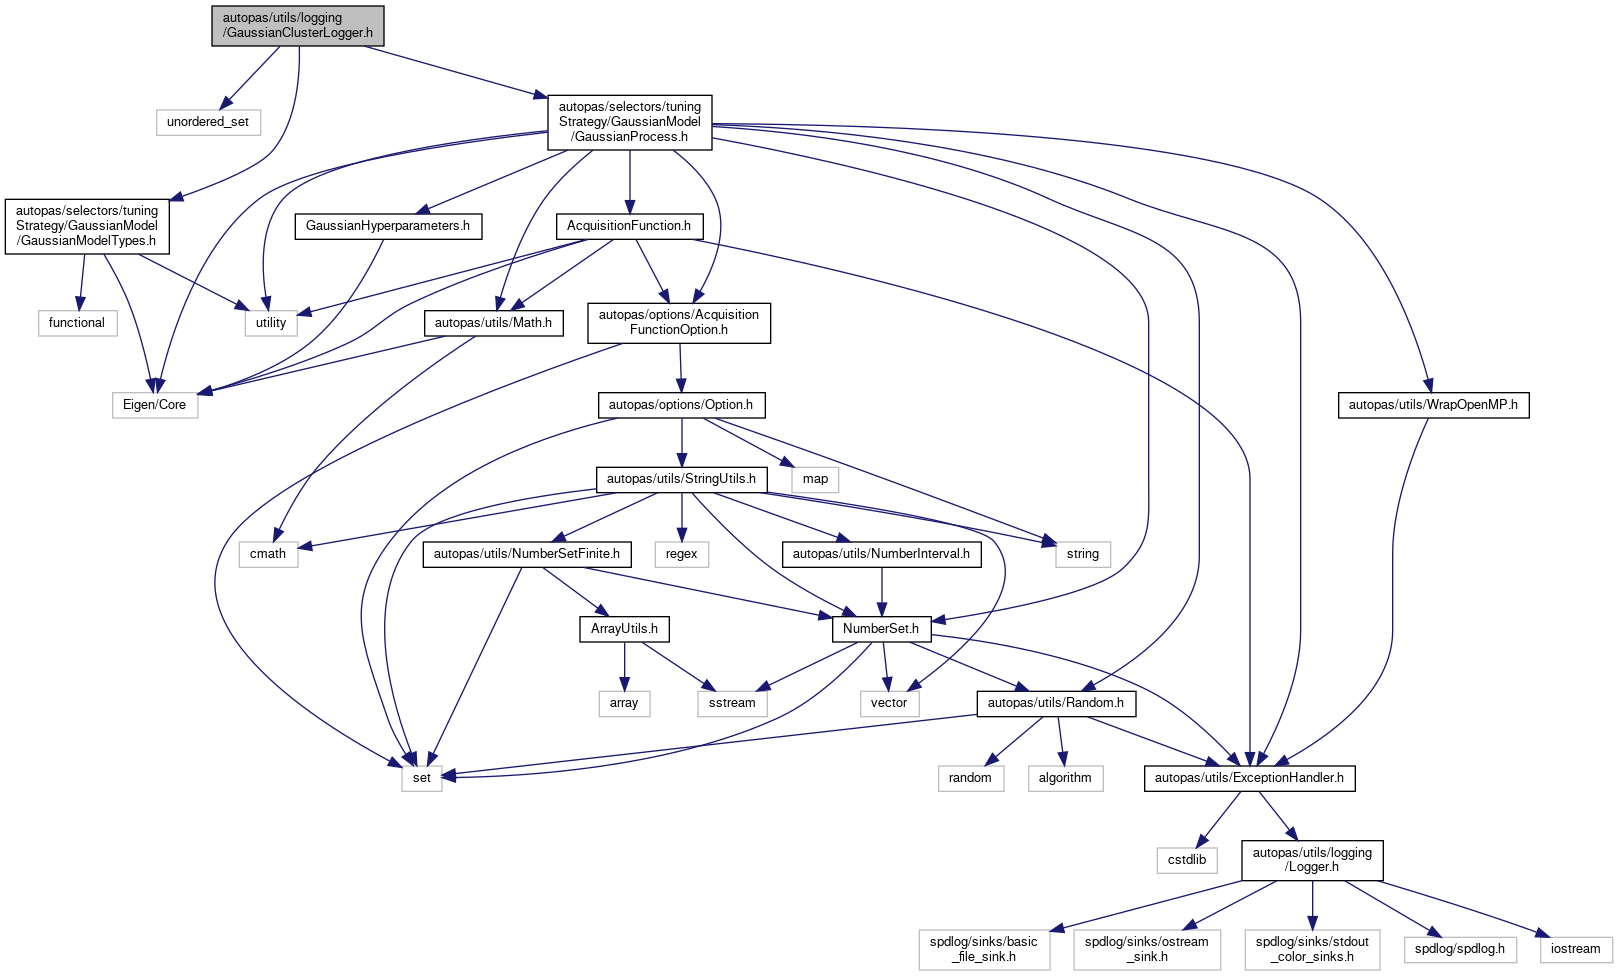 autopas/utils/logging
/GaussianClusterLogger.h
unordered_set
autopas/selectors/tuning
Strategy/GaussianModel
/GaussianProcess.h
autopas/selectors/tuning
Strategy/GaussianModel
/GaussianModelTypes.h
GaussianHyperparameters.h
AcquisitionFunction.h
functional
utility
autopas/utils/Math.h
autopas/options/Acquisition
FunctionOption.h
Eigen/Core
autopas/options/Option.h
autopas/utils/WrapOpenMP.h
autopas/utils/StringUtils.h
map
cmath
autopas/utils/NumberSetFinite.h
regex
autopas/utils/NumberInterval.h
string
ArrayUtils.h
NumberSet.h
array
sstream
vector
autopas/utils/Random.h
set
random
algorithm
autopas/utils/ExceptionHandler.h
cstdlib
autopas/utils/logging
/Logger.h
spdlog/sinks/basic
_file_sink.h
spdlog/sinks/ostream
_sink.h
spdlog/sinks/stdout
_color_sinks.h
spdlog/spdlog.h
iostream